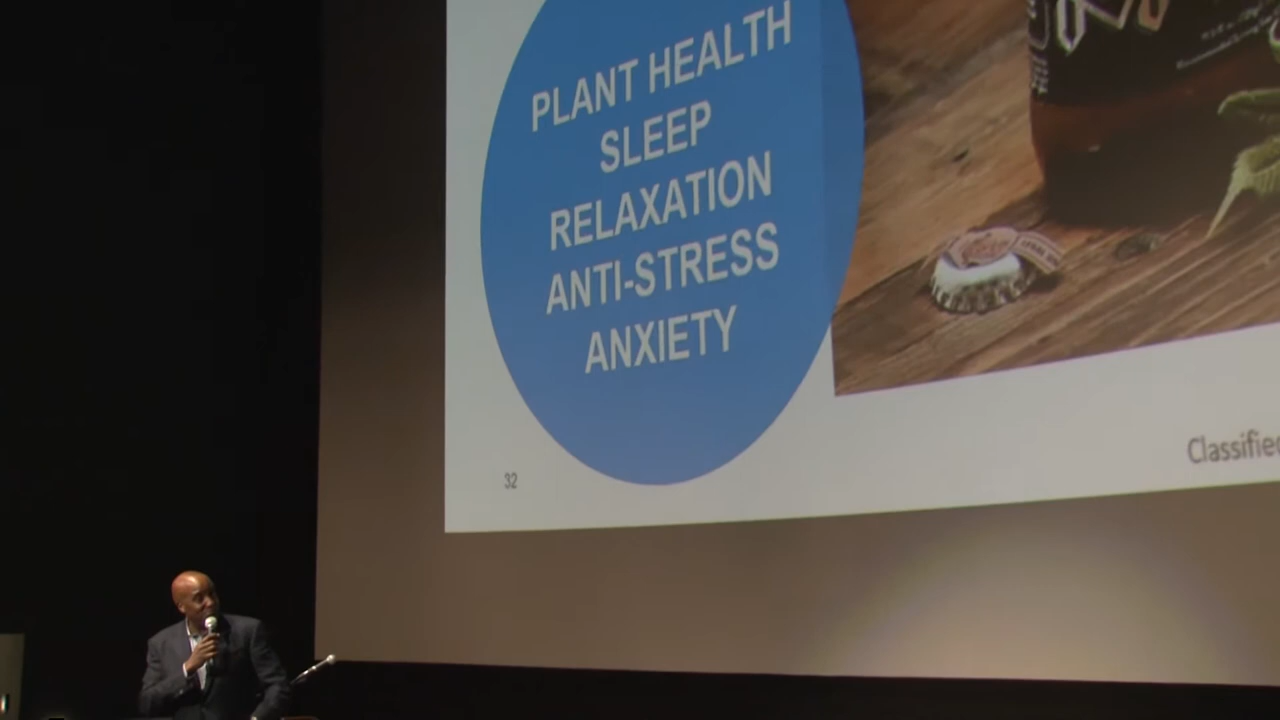 PLANT HEALTH
SLEEP
RELAXATION
ANTI-STRESS
ANXIETY
32
Classified